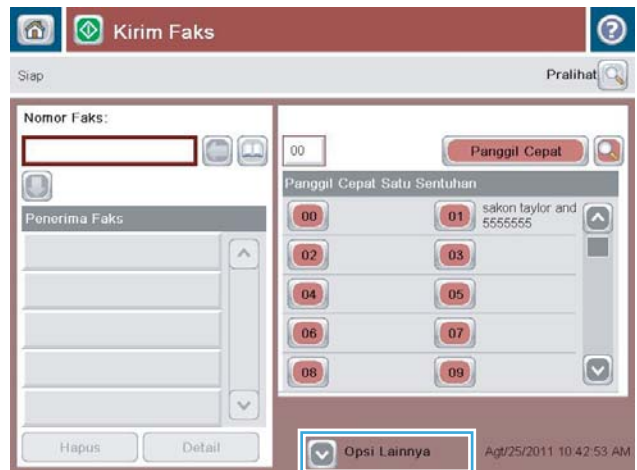 Kirim Faks
?
Siap
Pralihat
Nomor Faks:
Penerima Faks
Hapus
Detail
00
Panggil Cepat
Panggil Cepat Satu Sentuhan
00
01 sakon taylor and
5555555
02
03
04
05
06
07
08
09
Opsi Lainnya
Agt/25/2011 10:42:53 AM